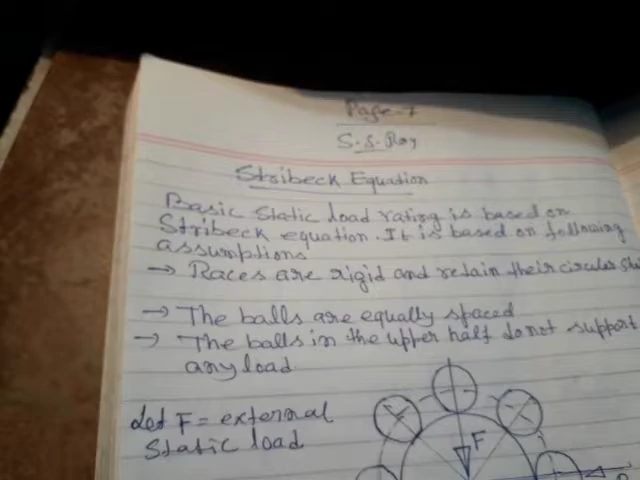 Page-7
S.S. Roy
Stribeck Equation
Basic Static load rating is based on
Stribeck equation. It is based on following
assumptions
→ Races are rigid and retain their circular
→ The balls are equally spaced
→ The balls in the upper half do not support
any load
Let F = external
Static load
F